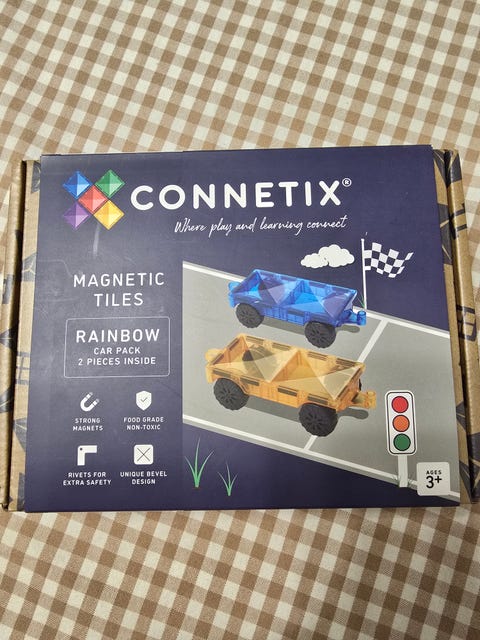 CONNETIX®
Where play and learning connect
MAGNETIC
TILES
RAINBOW
CAR PACK
2 PIECES INSIDE
STRONG
MAGNETS
FOOD GRADE
NON-TOXIC
RIVETS FOR
EXTRA SAFETY
UNIQUE BEVEL
DESIGN
AGES
3+